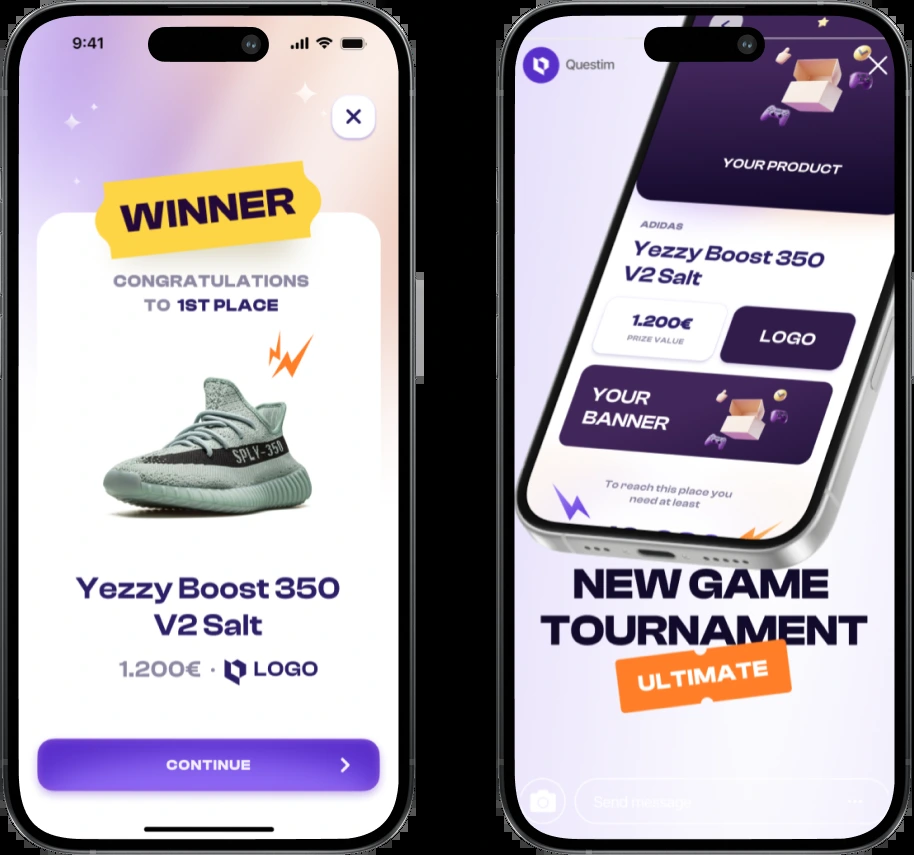 9:41
WINNER
CONGRATULATIONS
TO 1ST PLACE
SPLY-350
Yezzy Boost 350
V2 Salt
1.200€ · LOGO
CONTINUE
Questim
YOUR PRODUCT
ADIDAS
Yezzy Boost 350
V2 Salt
1.200€
PRIZE VALUE
LOGO
YOUR
BANNER
To reach this place you
need at least
NEW GAME
TOURNAMENT
ULTIMATE
Send message